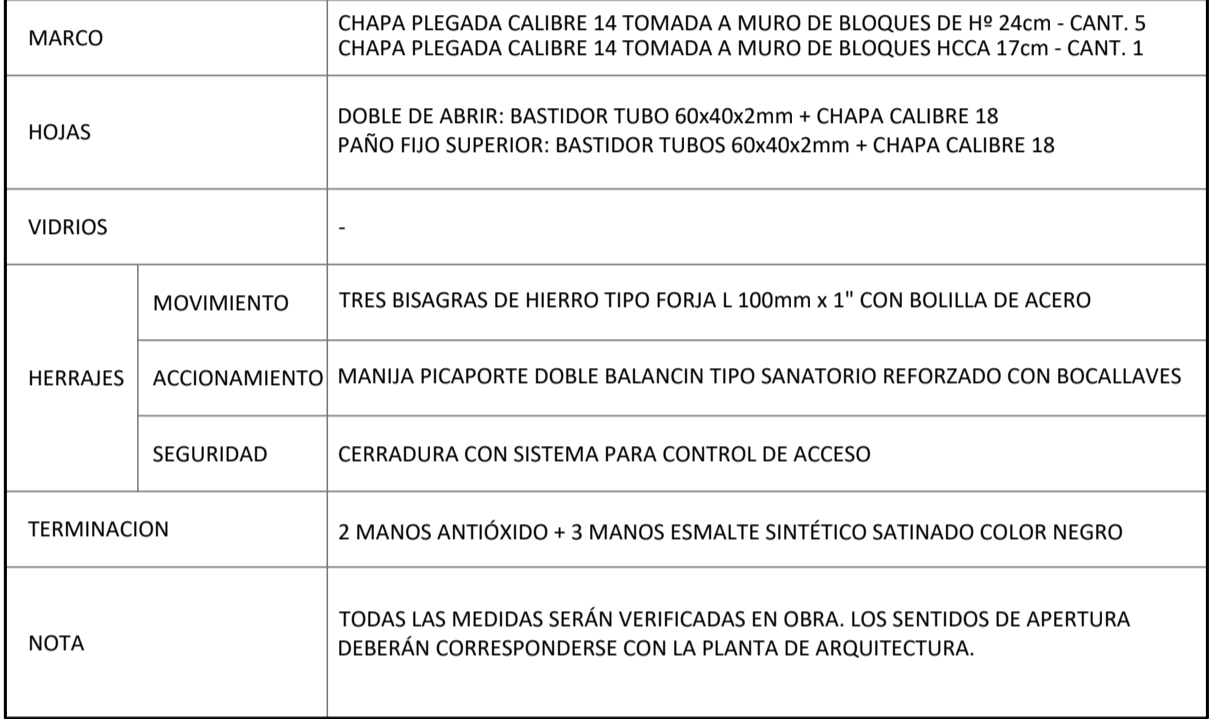 MARCO
CHAPA PLEGADA CALIBRE 14 TOMADA A MURO DE BLOQUES DE Hº 24cm - CANT. 5
CHAPA PLEGADA CALIBRE 14 TOMADA A MURO DE BLOQUES HCCA 17cm - CANT. 1
HOJAS
DOBLE DE ABRIR: BASTIDOR TUBO 60x40x2mm + CHAPA CALIBRE 18
PAÑO FIJO SUPERIOR: BASTIDOR TUBOS 60x40x2mm + CHAPA CALIBRE 18
VIDRIOS
-
HERRAJES
MOVIMIENTO
TRES BISAGRAS DE HIERRO TIPO FORJA L 100mm x 1" CON BOLILLA DE ACERO
ACCIONAMIENTO
MANIJA PICAPORTE DOBLE BALANCIN TIPO SANATORIO REFORZADO CON BOCALLAVES
SEGURIDAD
CERRADURA CON SISTEMA PARA CONTROL DE ACCESO
TERMINACION
2 MANOS ANTIÓXIDO + 3 MANOS ESMALTE SINTÉTICO SATINADO COLOR NEGRO
NOTA
TODAS LAS MEDIDAS SERÁN VERIFICADAS EN OBRA. LOS SENTIDOS DE APERTURA
DEBERÁN CORRESPONDERSE CON LA PLANTA DE ARQUITECTURA.